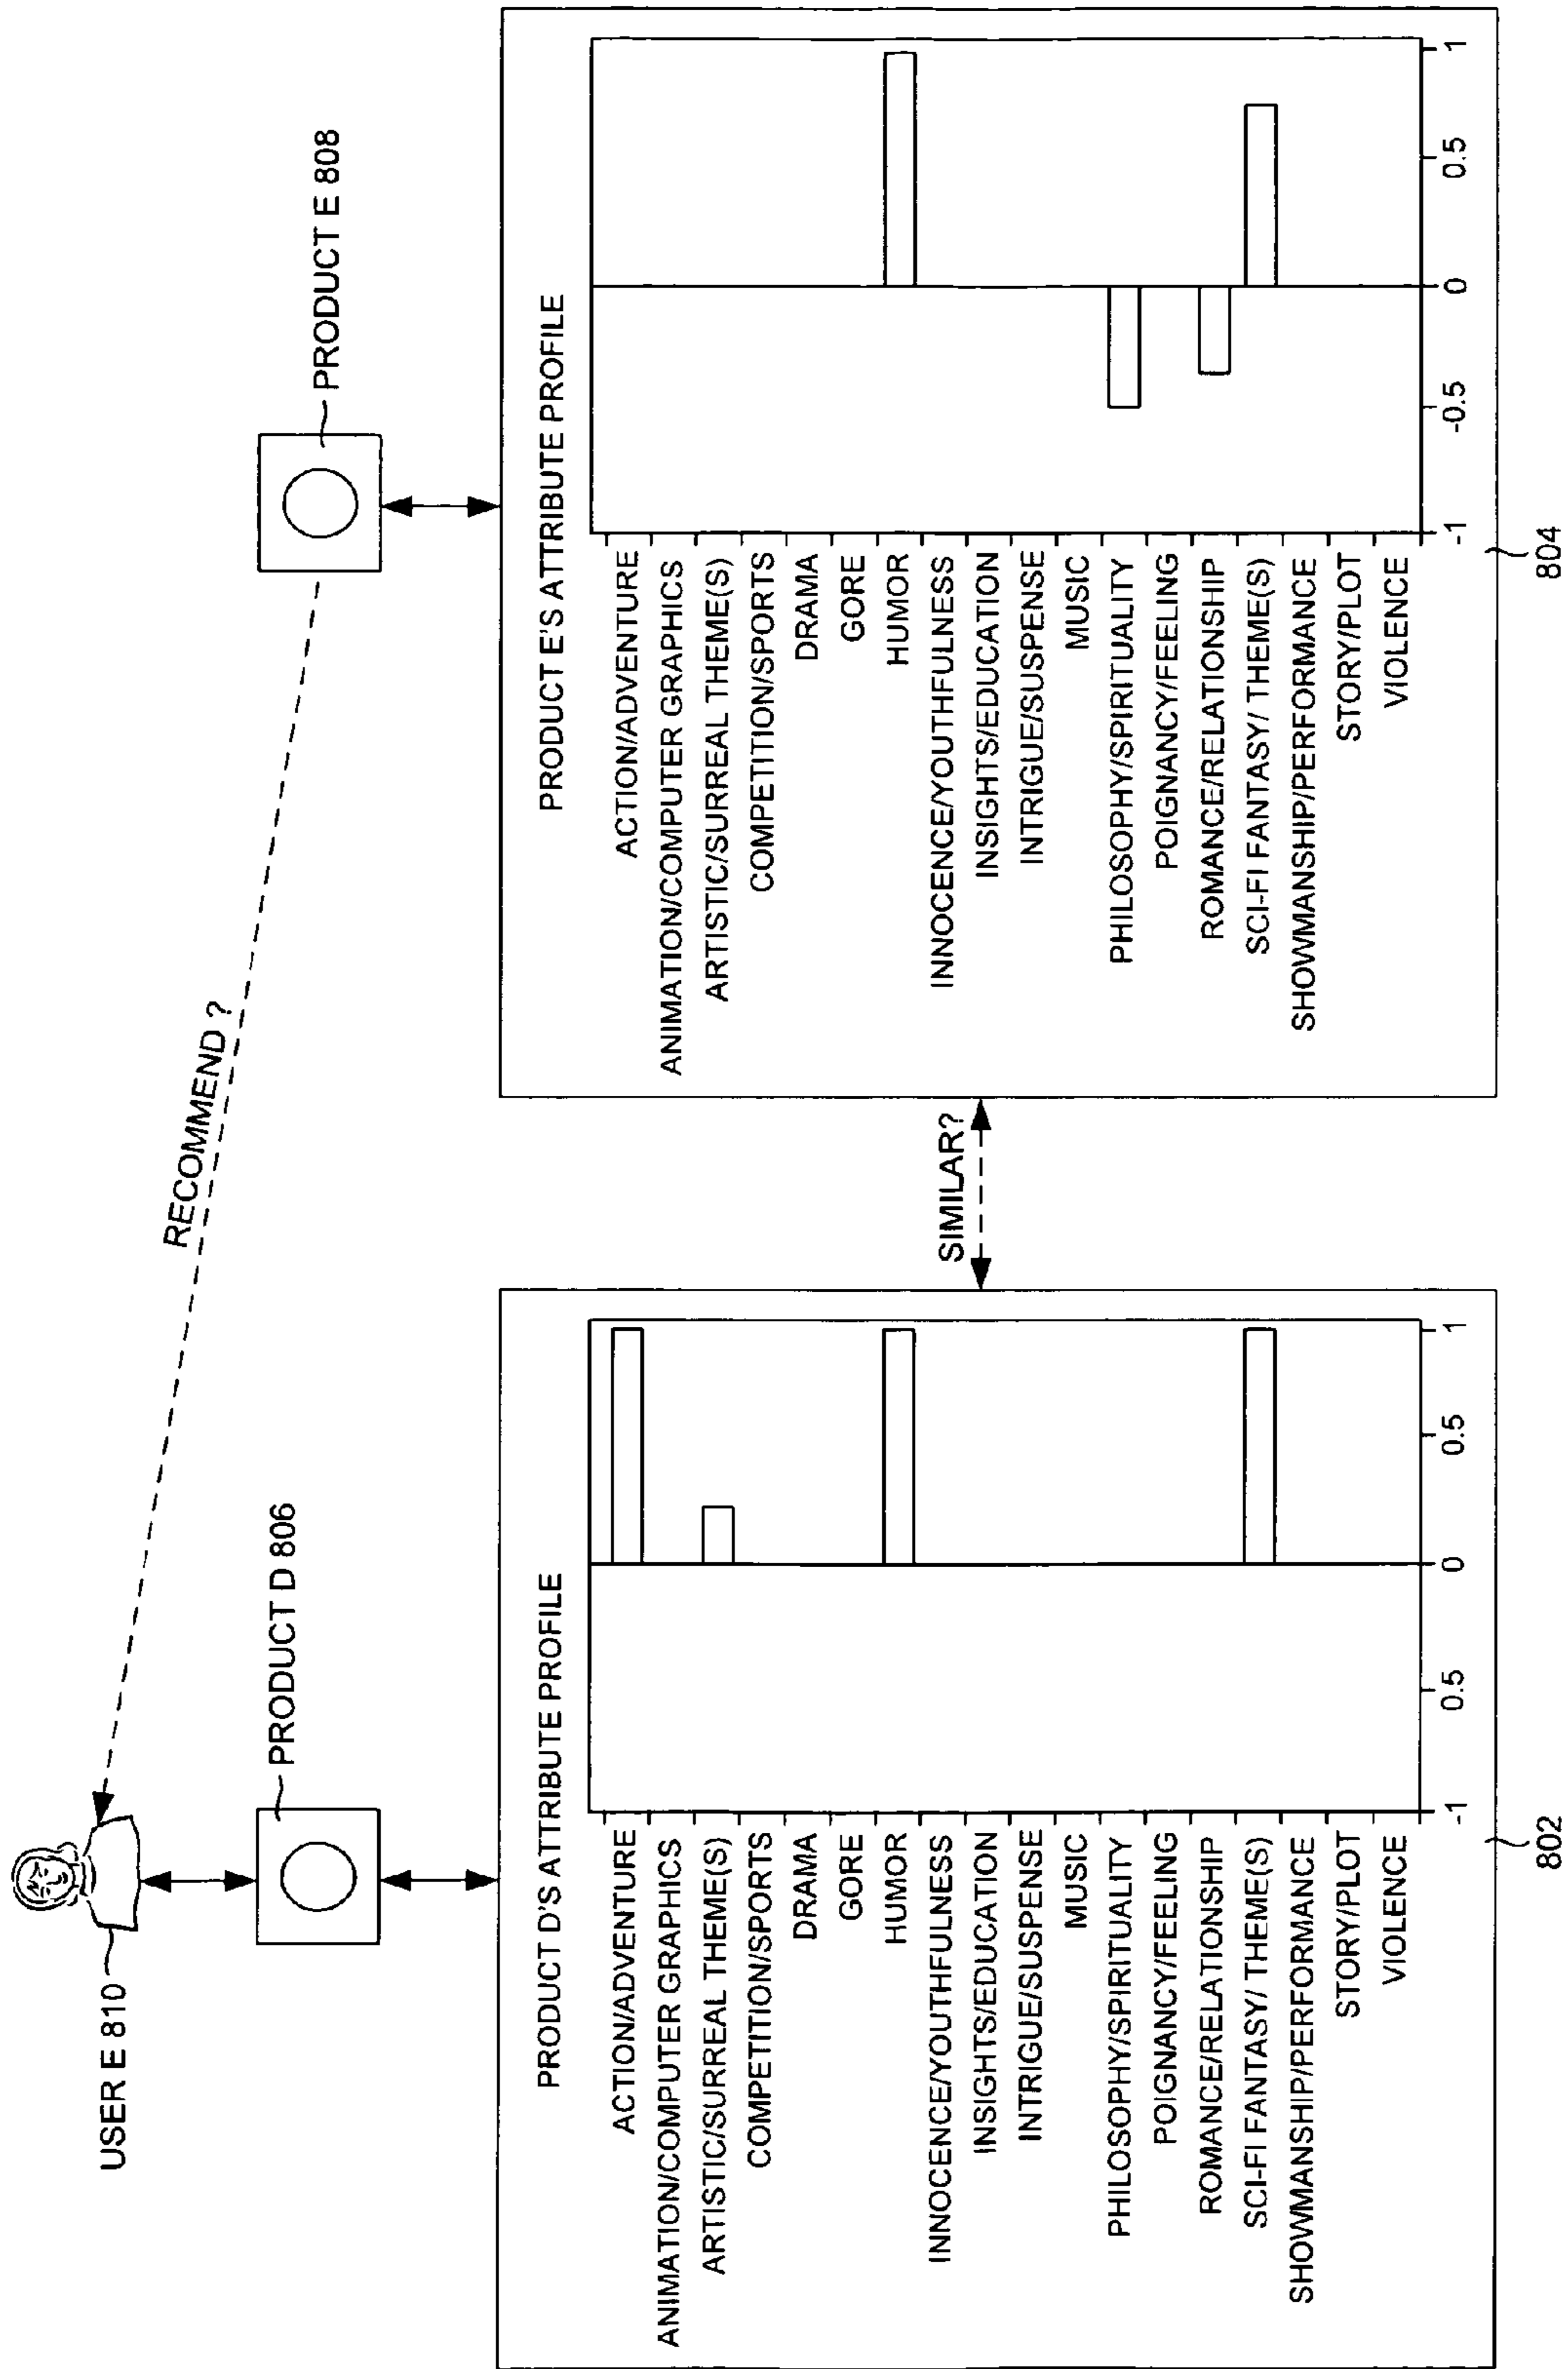 USER E 810
PRODUCT D 806
RECOMMEND ?
PRODUCT E 808
PRODUCT D'S ATTRIBUTE PROFILE
ACTION/ADVENTURE
ANIMATION/COMPUTER GRAPHICS
ARTISTIC/SURREAL THEME(S)
COMPETITION/SPORTS
DRAMA
GORE
HUMOR
INNOCENCE/YOUTHFULNESS
INSIGHTS/EDUCATION
INTRIGUE/SUSPENSE
MUSIC
PHILOSOPHY/SPIRITUALITY
POIGNANCY/FEELING
ROMANCE/RELATIONSHIP
SCI-FI FANTASY/ THEME(S)
SHOWMANSHIP/PERFORMANCE
STORY/PLOT
VIOLENCE
-1 0.5 0 0.5 1
802
SIMILAR?
PRODUCT E'S ATTRIBUTE PROFILE
ACTION/ADVENTURE
ANIMATION/COMPUTER GRAPHICS
ARTISTIC/SURREAL THEME(S)
COMPETITION/SPORTS
DRAMA
GORE
HUMOR
INNOCENCE/YOUTHFULNESS
INSIGHTS/EDUCATION
INTRIGUE/SUSPENSE
MUSIC
PHILOSOPHY/SPIRITUALITY
POIGNANCY/FEELING
ROMANCE/RELATIONSHIP
SCI-FI FANTASY/ THEME(S)
SHOWMANSHIP/PERFORMANCE
STORY/PLOT
VIOLENCE
-1 -0.5 0 0.5 1
804